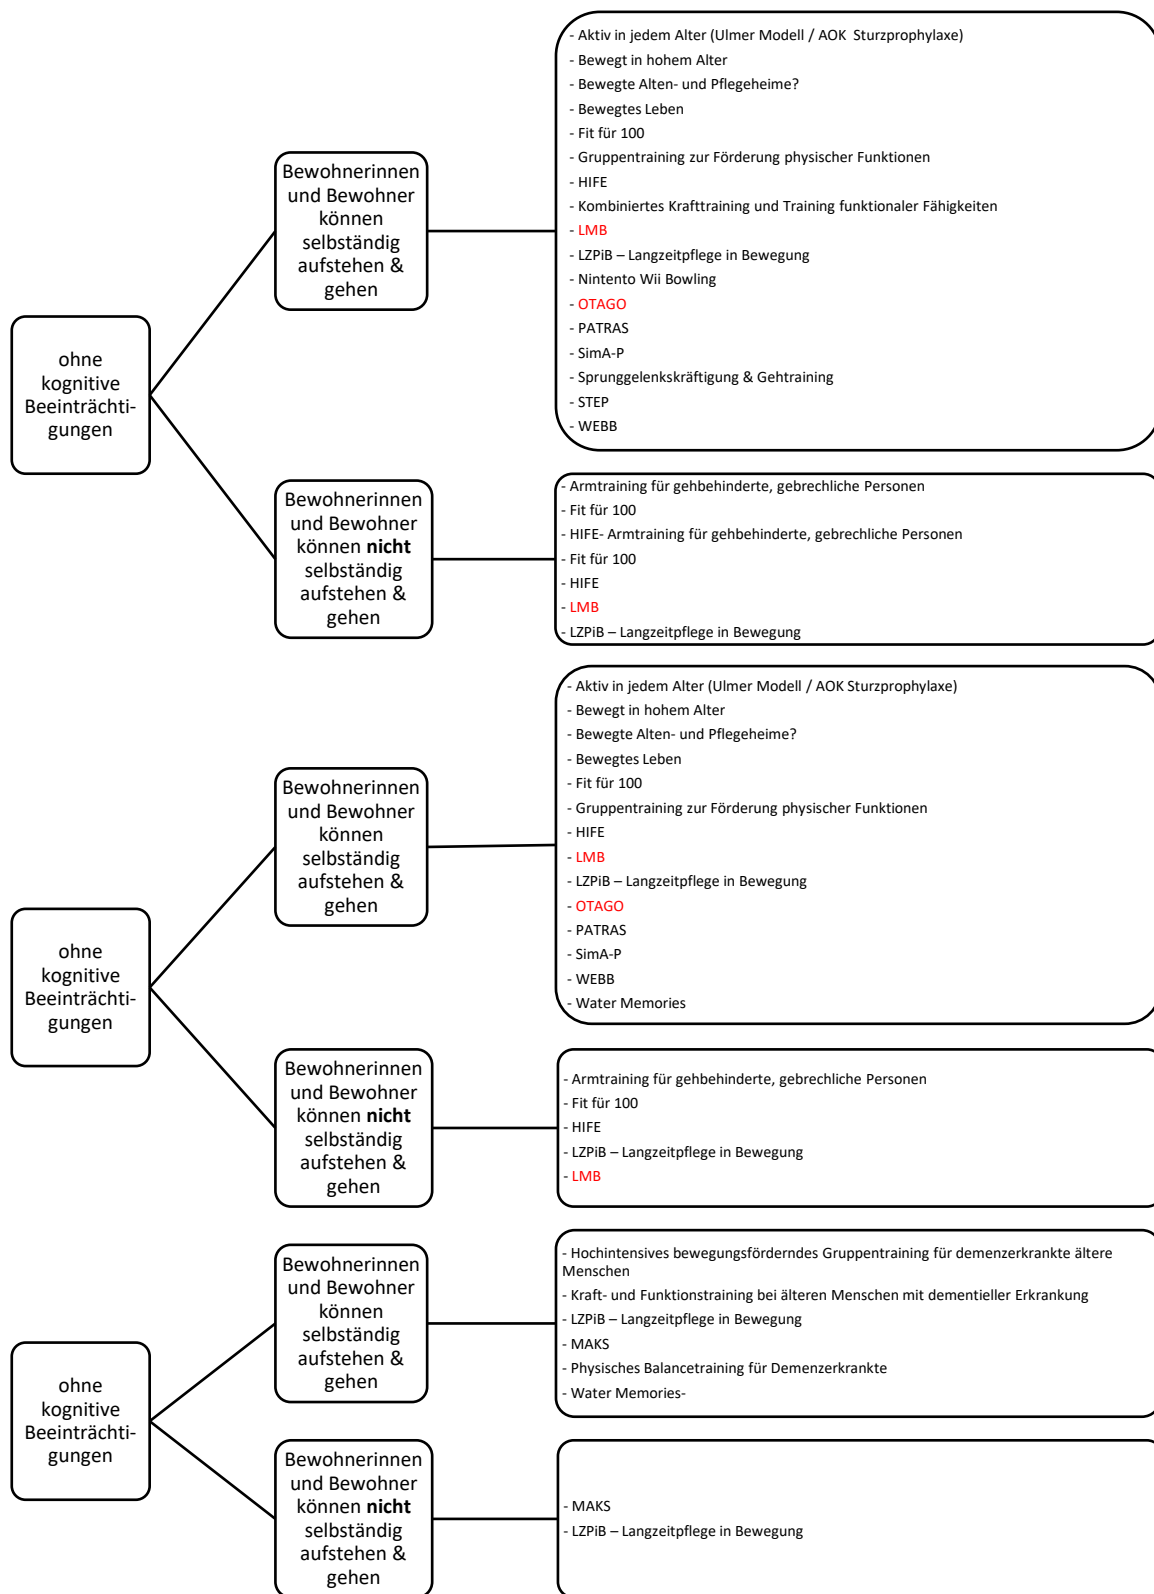 ohne
kognitive
Beeinträchti-
gungen
Bewohnerinnen
und Bewohner
können
selbständig
aufstehen &
gehen
- Aktiv in jedem Alter (Ulmer Modell / AOK  Sturzprophylaxe)
- Bewegt in hohem Alter
- Bewegte Alten- und Pflegeheime?
- Bewegtes Leben
- Fit für 100
- Gruppentraining zur Förderung physischer Funktionen
- HIFE
- Kombiniertes Krafttraining und Training funktionaler Fähigkeiten
- LMB
- LZPiB – Langzeitpflege in Bewegung
- Nintento Wii Bowling
- OTAGO
- PATRAS
- SimA-P
- Sprunggelenkskräftigung & Gehtraining
- STEP
- WEBB
Bewohnerinnen
und Bewohner
können nicht
selbständig
aufstehen &
gehen
- Armtraining für gehbehinderte, gebrechliche Personen
- Fit für 100
- HIFE- Armtraining für gehbehinderte, gebrechliche Personen
- Fit für 100
- HIFE
- LMB
- LZPiB – Langzeitpflege in Bewegung
ohne
kognitive
Beeinträchti-
gungen
Bewohnerinnen
und Bewohner
können
selbständig
aufstehen &
gehen
- Aktiv in jedem Alter (Ulmer Modell / AOK Sturzprophylaxe)
- Bewegt in hohem Alter
- Bewegte Alten- und Pflegeheime?
- Bewegtes Leben
- Fit für 100
- Gruppentraining zur Förderung physischer Funktionen
- HIFE
- LMB
- LZPiB – Langzeitpflege in Bewegung
- OTAGO
- PATRAS
- SimA-P
- WEBB
- Water Memories
Bewohnerinnen
und Bewohner
können nicht
selbständig
aufstehen &
gehen
- Armtraining für gehbehinderte, gebrechliche Personen
- Fit für 100
- HIFE
- LZPiB – Langzeitpflege in Bewegung
- LMB
ohne
kognitive
Beeinträchti-
gungen
Bewohnerinnen
und Bewohner
können
selbständig
aufstehen &
gehen
- Hochintensives bewegungsförderndes Gruppentraining für demenzerkrankte ältere
Menschen
- Kraft- und Funktionstraining bei älteren Menschen mit dementieller Erkrankung
- LZPiB – Langzeitpflege in Bewegung
- MAKS
- Physisches Balancetraining für Demenzerkrankte
- Water Memories-
Bewohnerinnen
und Bewohner
können nicht
selbständig
aufstehen &
gehen
- MAKS
- LZPiB – Langzeitpflege in Bewegung